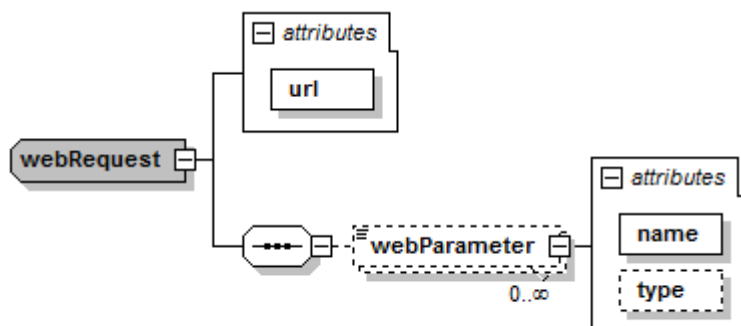 attributes
url
webRequest
attributes
webParameter
name
0..∞
type